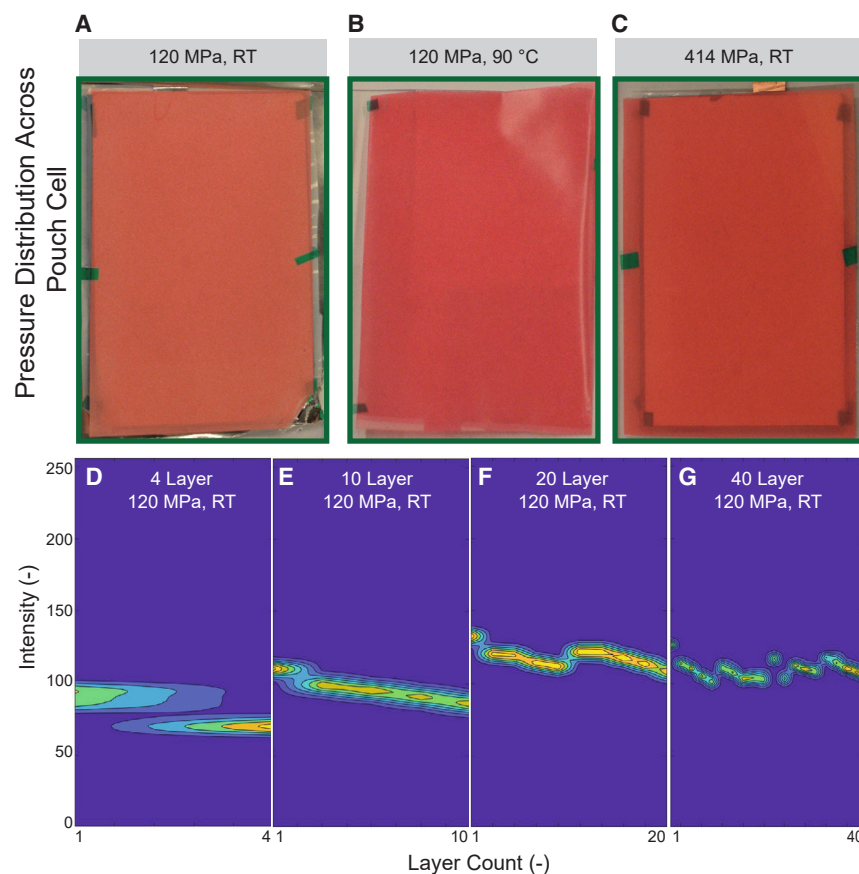 A
B
C
120 MPa, RT
120 MPa, 90 °C
414 MPa, RT
Pressure Distribution Across
Pouch Cell
D
4 Layer
120 MPa, RT
E
10 Layer
120 MPa, RT
F
20 Layer
120 MPa, RT
G
40 Layer
120 MPa, RT
Intensity (-)
250
200
150
100
50
0
1
4
1
10
1
20
1
40
Layer Count (-)